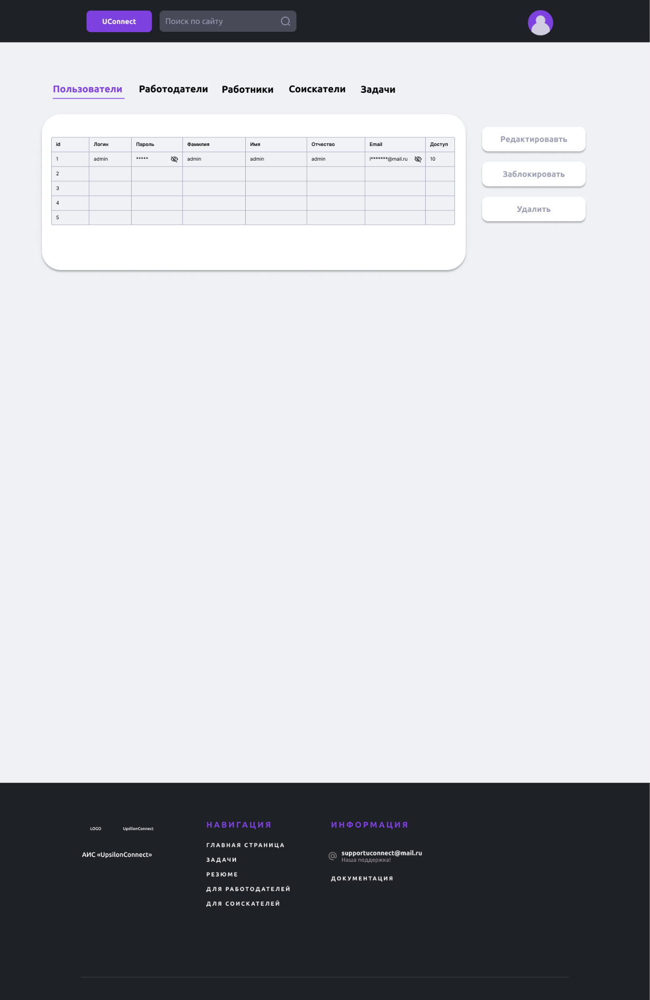 UConnect
Поиск по сайту
Пользователи Работодатели Работники Соискатели Задачи
id Логин Пароль Фамилия Имя Отчество Email Доступ
1 admin ***** admin admin admin l*******@mail.ru 10
2
3
4
5
Редактировавть
Заблокировать
Удалить
LOGO UpdilonConnect
АИС «UpsilonConnect»
НАВИГАЦИЯ
ГЛАВНАЯ СТРАНИЦА
ЗАДАЧИ
РЕЗЮМЕ
ДЛЯ РАБОТОДАТЕЛЕЙ
ДЛЯ СОИСКАТЕЛЕЙ
ИНФОРМАЦИЯ
@ supportuconnect@mail.ru
Наша поддержка!
ДОКУМЕНТАЦИЯ